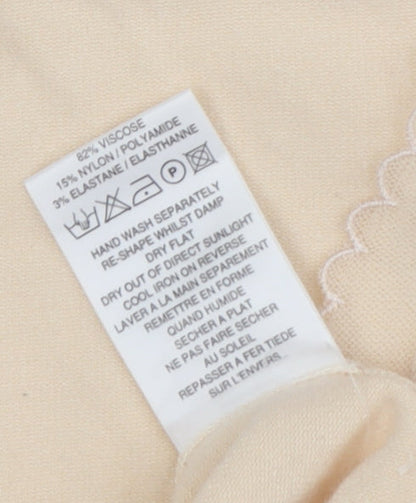 82% VISCOSE
15% NYLON / POLYAMIDE
3% ELASTANE / ELASTHANNE
P
HAND WASH SEPARATELY
RE-SHAPE WHILST DAMP
DRY FLAT
DRY OUT OF DIRECT SUNLIGHT
COOL IRON ON REVERSE
LAVER A LA MAIN SEPAREMENT
REMETTRE EN FORME
QUAND HUMIDE
SECHER A PLAT
NE PAS FAIRE SECHER
AU SOLEIL
REPASSER A FER TIEDE
SUR L'ENVERS